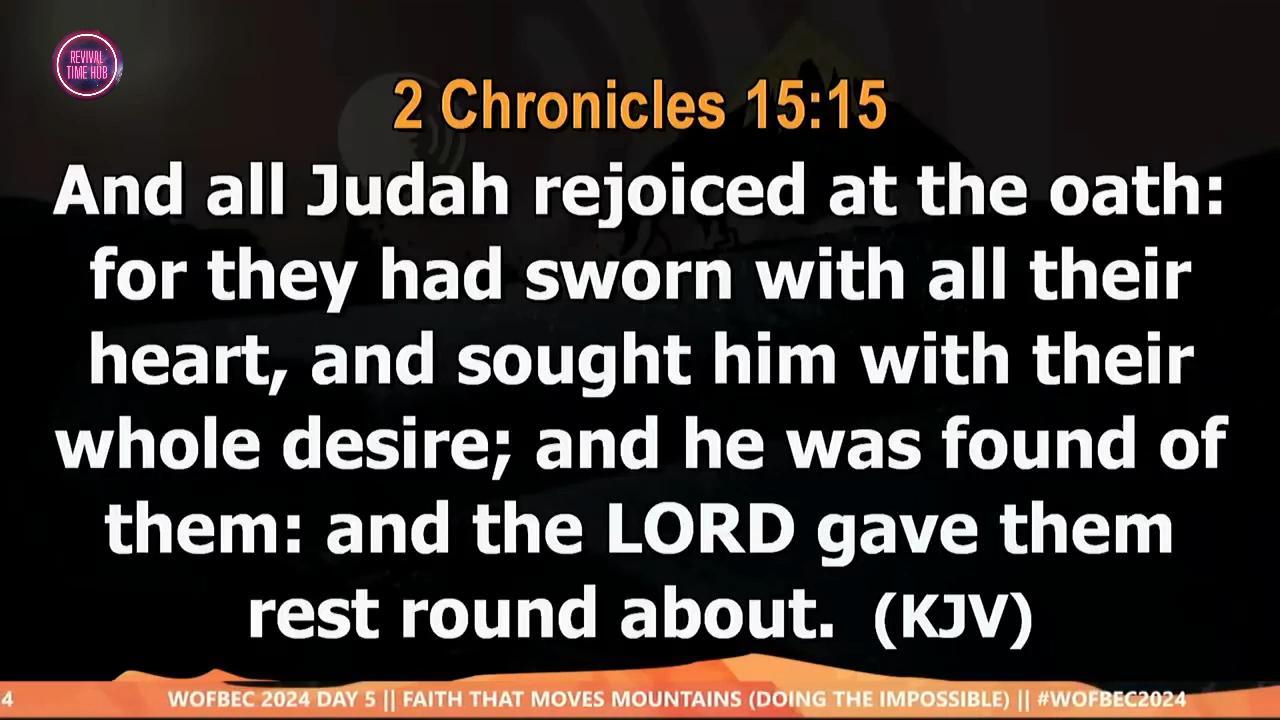 REVIVAL
TIME HUB
2 Chronicles 15:15
And all Judah rejoiced at the oath:
for they had sworn with all their
heart, and sought him with their
whole desire; and he was found of
them: and the LORD gave them
rest round about. (KJV)
4 WOFBEC 2024 DAY 5 || FAITH THAT MOVES MOUNTAINS (DOING THE IMPOSSIBLE) || #WOFBEC2024